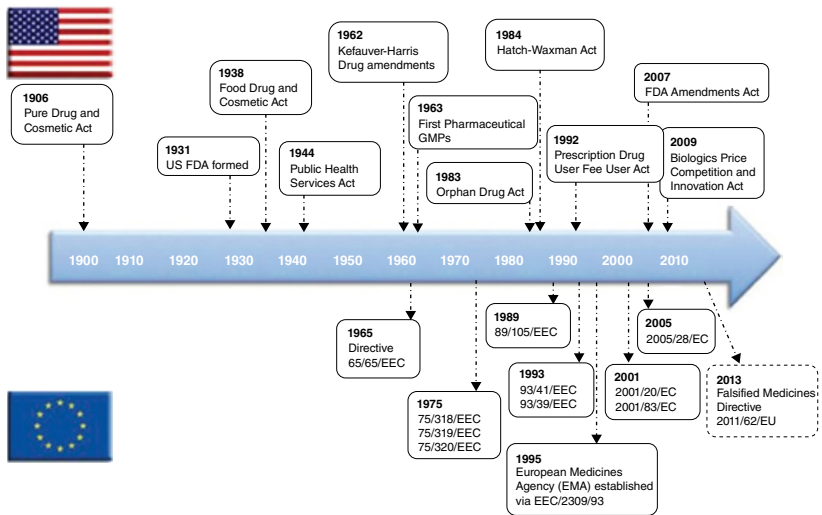 1906
Pure Drug and
Cosmetic Act
1931
US FDA formed
1938
Food Drug and
Cosmetic Act
1944
Public Health
Services Act
1962
Kefauver-Harris
Drug amendments
1963
First Pharmaceutical
GMPs
1983
Orphan Drug Act
1984
Hatch-Waxman Act
1992
Prescription Drug
User Fee User Act
2007
FDA Amendments Act
2009
Biologics Price
Competition and
Innovation Act
1900 1910 1920 1930 1940 1950 1960 1970 1980 1990 2000 2010
1965
Directive
65/65/EEC
1975
75/318/EEC
75/319/EEC
75/320/EEC
1989
89/105/EEC
1993
93/41/EEC
93/39/EEC
1995
European Medicines
Agency (EMA) established
via EEC/2309/93
2001
2001/20/EC
2001/83/EC
2005
2005/28/EC
2013
Falsified Medicines
Directive
2011/62/EU